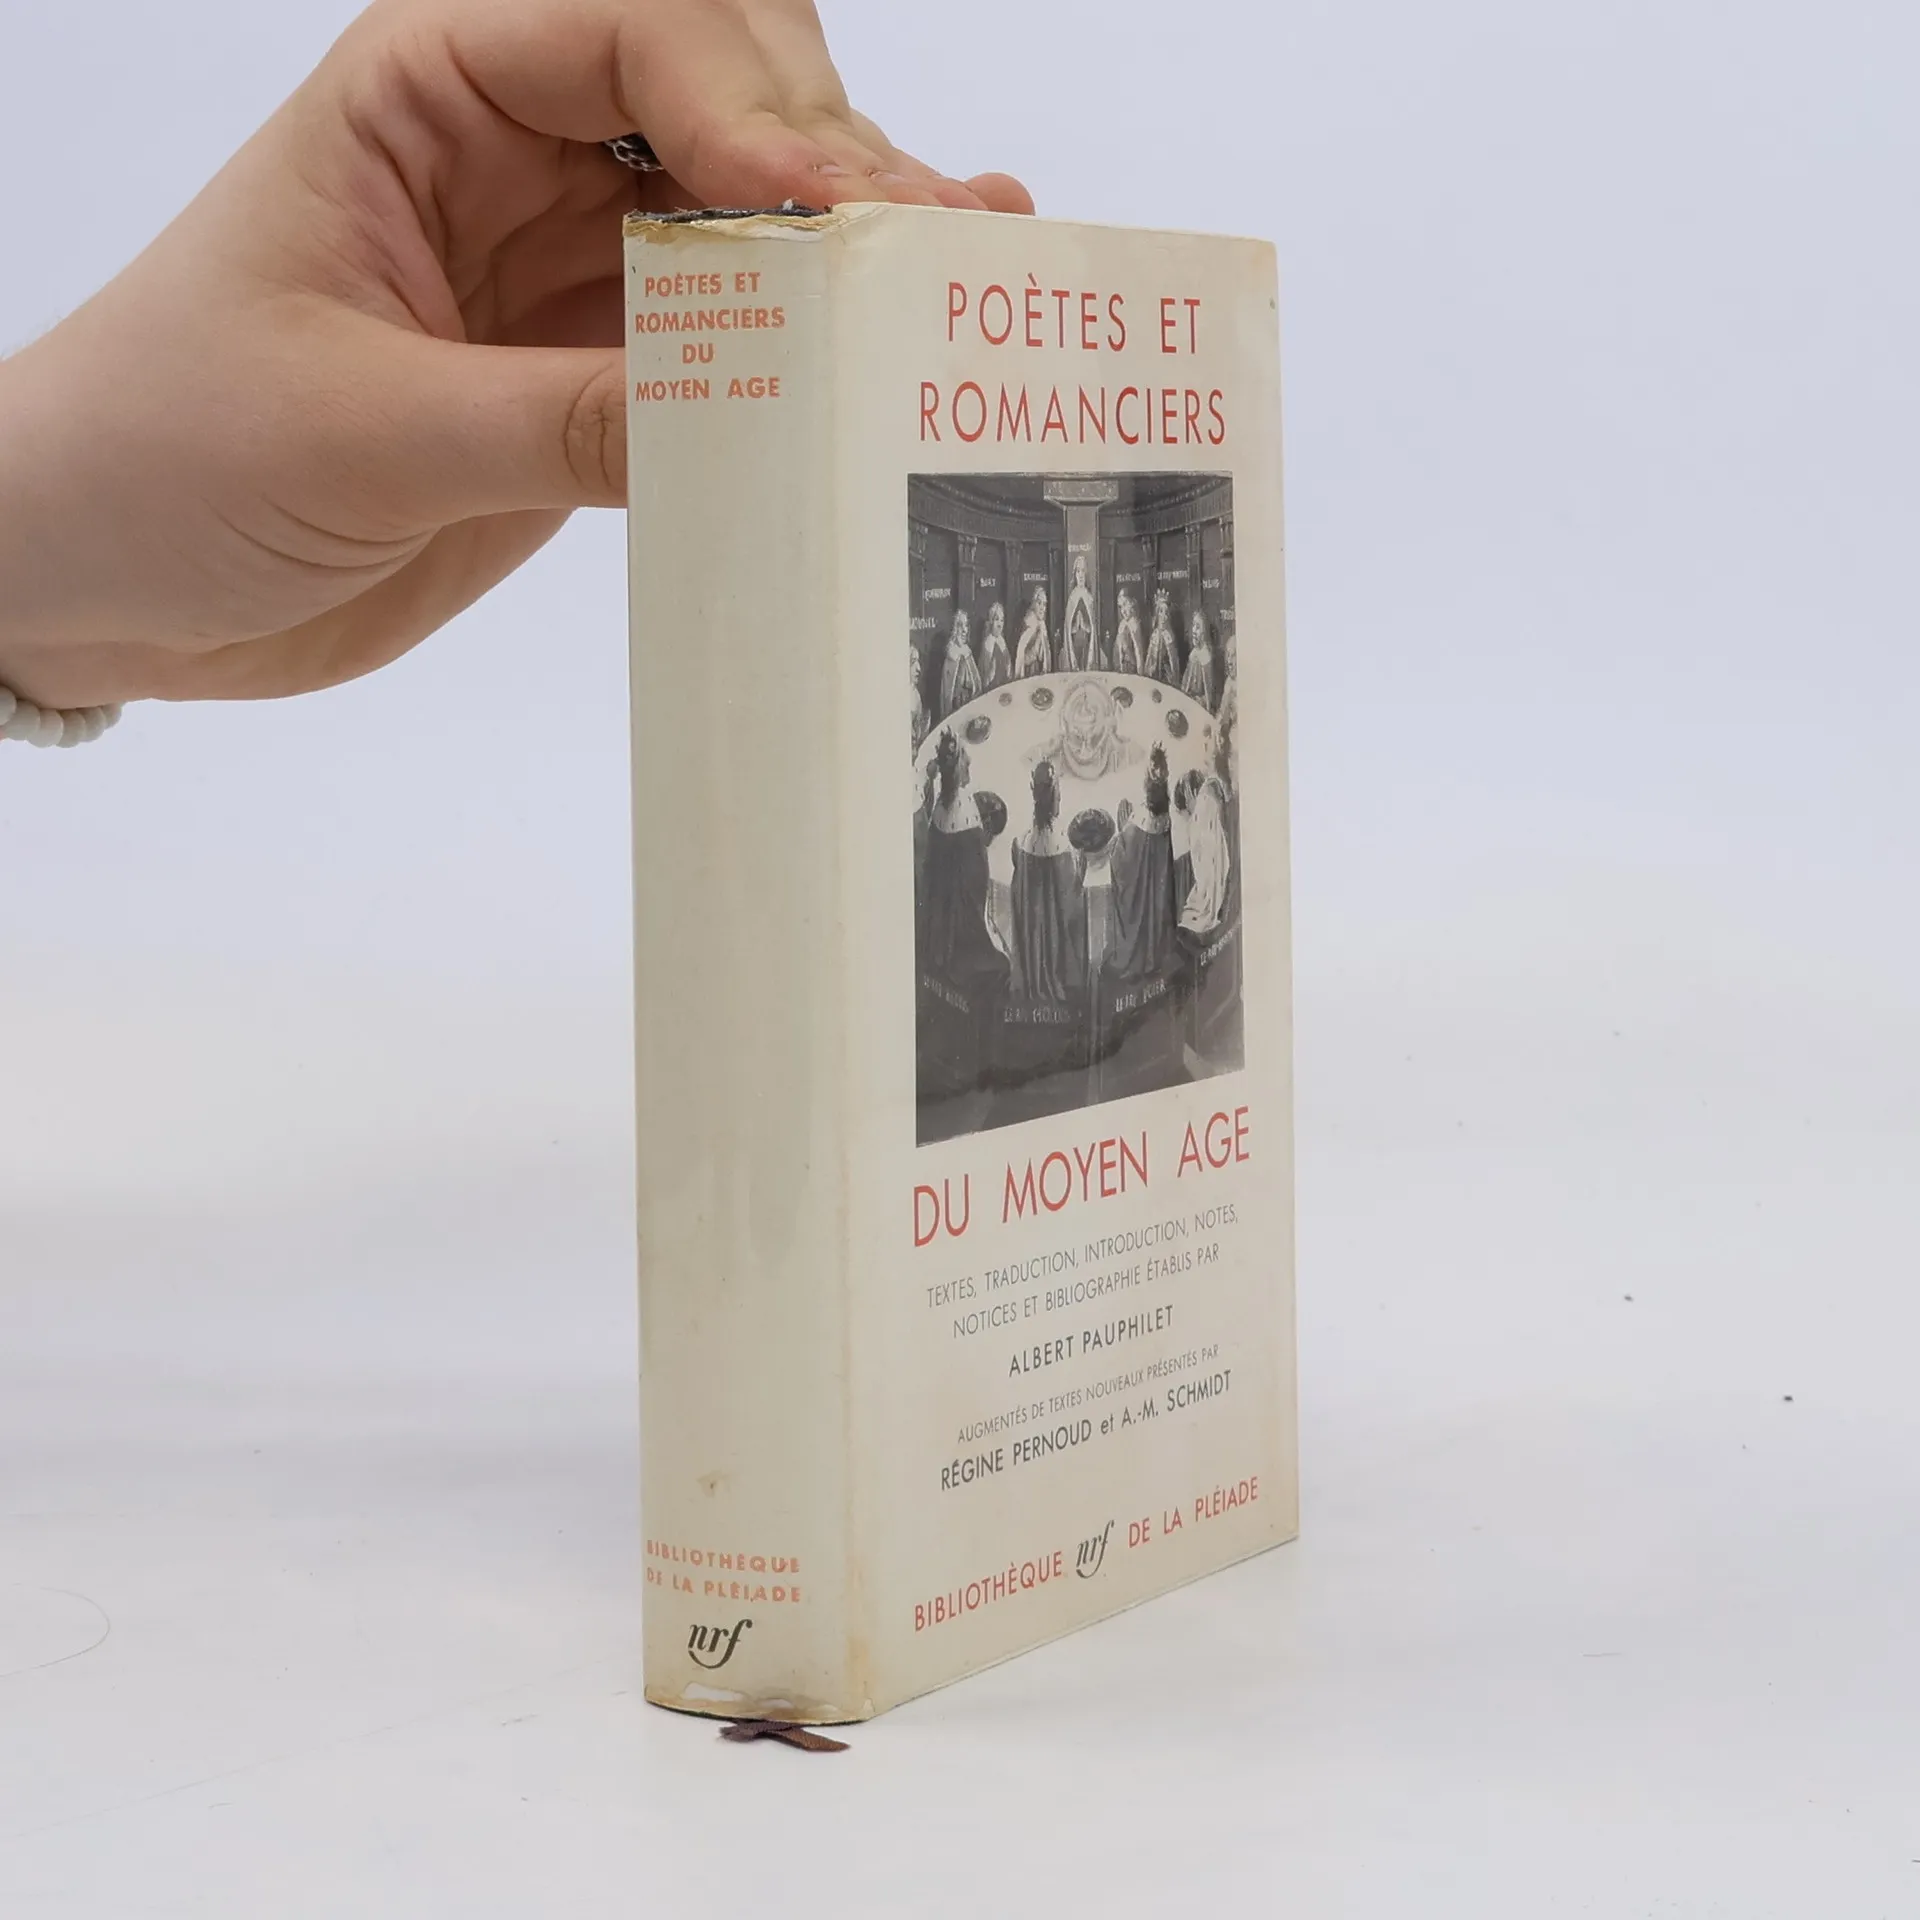 POÈTES ET
ROMANCIERS
DU
MOYEN AGE
BIBLIOTHÈQUE
DE LA PLÉIADE
nrf
POÈTES ET
ROMANCIERS
DU MOYEN AGE
TEXTES, TRADUCTION, INTRODUCTION, NOTES,
NOTICES ET BIBLIOGRAPHIE ÉTABLIS PAR
ALBERT PAUPHILET
AUGMENTÉS DE TEXTES NOUVEAUX PRÉSENTÉS PAR
RÉGINE PERNOUD et A.-M. SCHMIDT
BIBLIOTHÈQUE nrf DE LA PLÉIADE